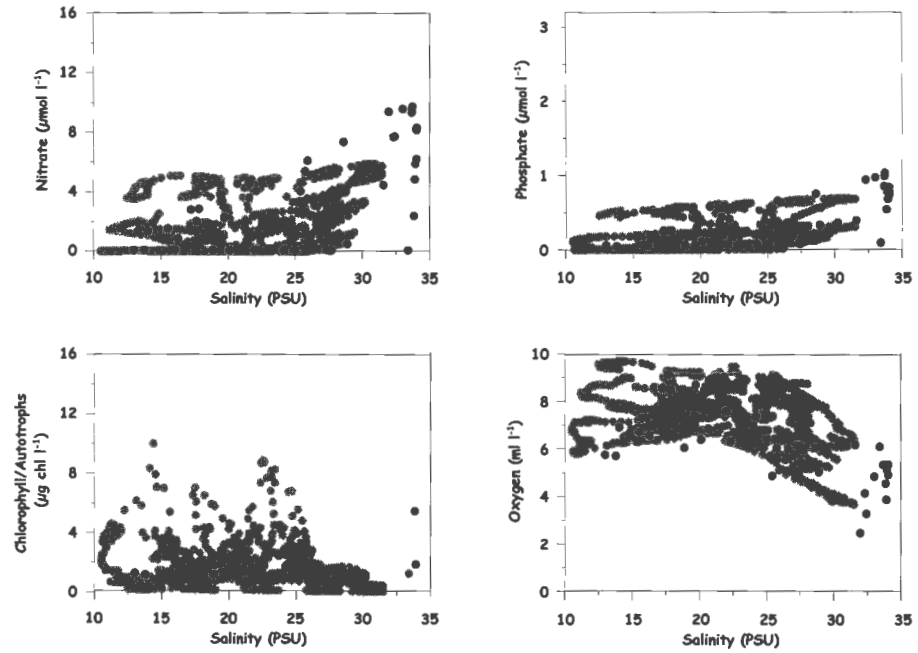 16
12
8
4
0
Nitrate (µmol l⁻¹)
10 15 20 25 30 35
Salinity (PSU)
3
2
1
0
Phosphate (µmol l⁻¹)
10 15 20 25 30 35
Salinity (PSU)
16
12
8
4
0
Chlorophyll/Autotrophs
(µg chl l⁻¹)
10 15 20 25 30 35
Salinity (PSU)
10
8
6
4
2
0
Oxygen (ml l⁻¹)
10 15 20 25 30 35
Salinity (PSU)